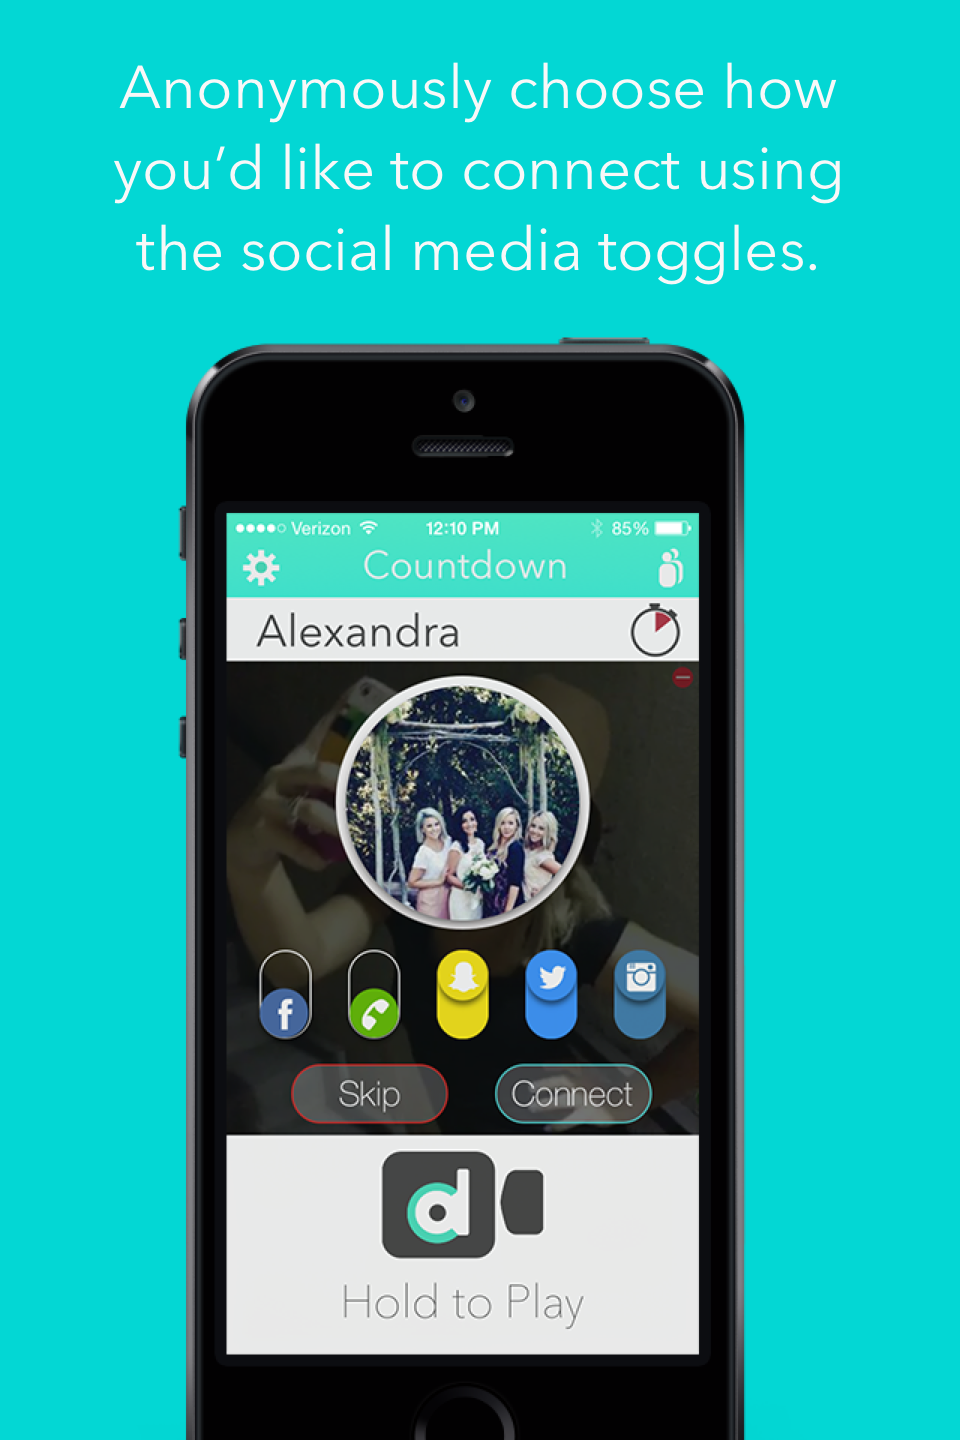 Anonymously choose how
you’d like to connect using
the social media toggles.
Verizon 12:10 PM 85%
Countdown
Alexandra
f
Skip Connect
d
Hold to Play